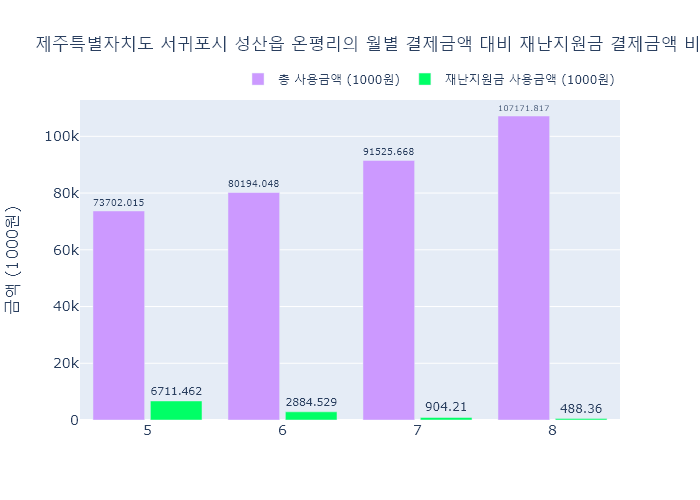 제주특별자치도 서귀포시 성산읍 온평리의 월별 결제금액 대비 재난지원금 결제금액 비
총 사용금액 (1000원) 재난지원금 사용금액 (1000원)
금액 (1000원)
100k
80k
60k
40k
20k
0
73702.015
80194.048
91525.668
107171.817
6711.462
2884.529
904.21
488.36
5 6 7 8